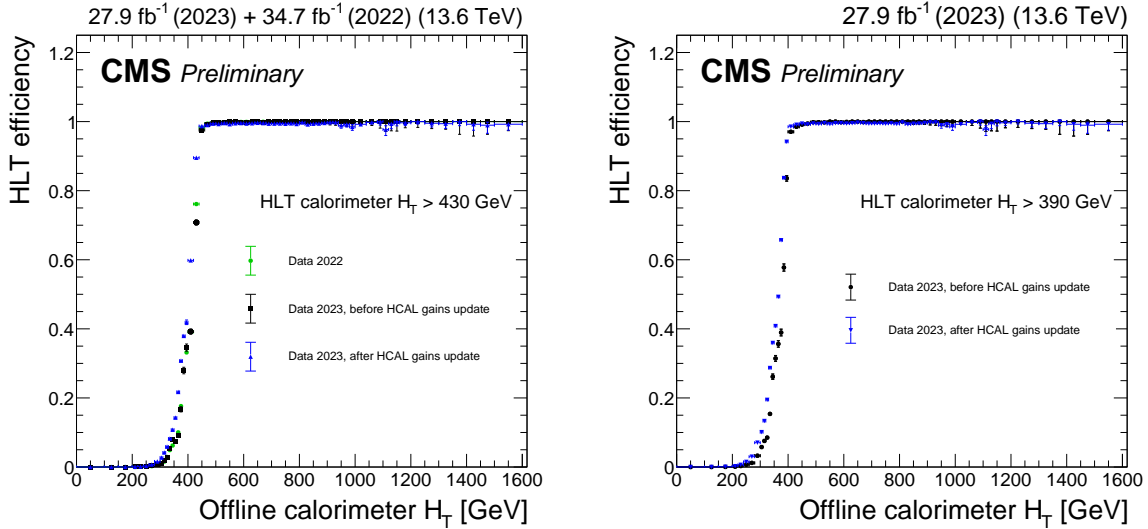 27.9 fb⁻¹ (2023) + 34.7 fb⁻¹ (2022) (13.6 TeV)
HLT efficiency
1.2
1
0.8
0.6
0.4
0.2
0
CMS Preliminary
HLT calorimeter H_T > 430 GeV
Data 2022
Data 2023, before HCAL gains update
Data 2023, after HCAL gains update
0 200 400 600 800 1000 1200 1400 1600
Offline calorimeter H_T [GeV]
27.9 fb⁻¹ (2023) (13.6 TeV)
HLT efficiency
1.2
1
0.8
0.6
0.4
0.2
0
CMS Preliminary
HLT calorimeter H_T > 390 GeV
Data 2023, before HCAL gains update
Data 2023, after HCAL gains update
0 200 400 600 800 1000 1200 1400 1600
Offline calorimeter H_T [GeV]